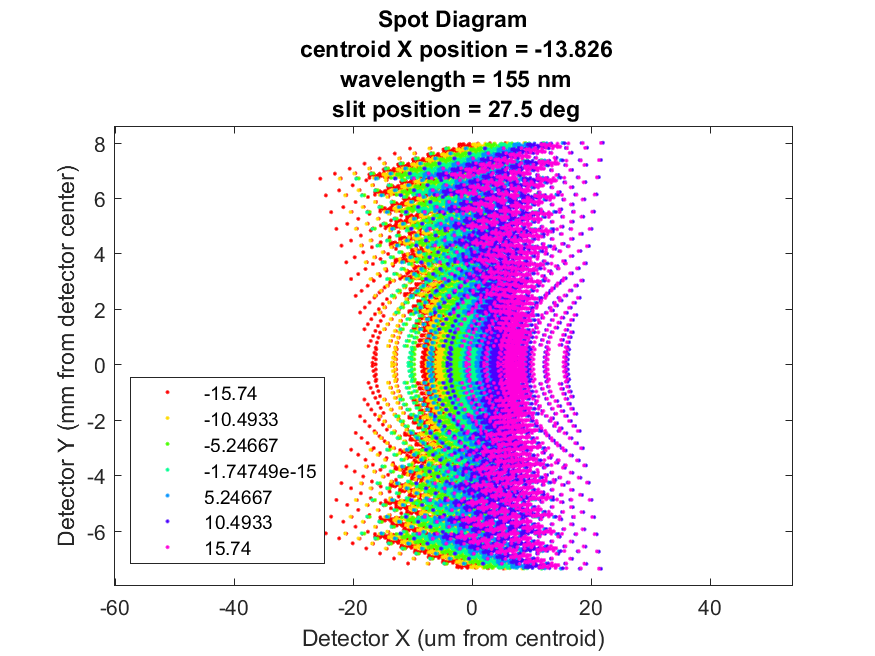 Spot Diagram
centroid X position = -13.826
wavelength = 155 nm
slit position = 27.5 deg
Detector Y (mm from detector center)
8
6
4
2
0
-2
-4
-6
-15.74
-10.4933
-5.24667
-1.74749e-15
5.24667
10.4933
15.74
-60
-40
-20
0
20
40
Detector X (um from centroid)